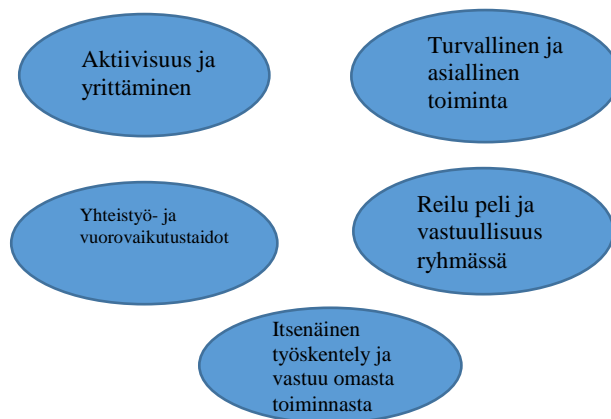 Aktiivisuus ja
yrittäminen
Turvallinen ja
asiallinen
toiminta
Yhteistyö- ja
vuorovaikutustaidot
Reilu peli ja
vastuullisuus
ryhmässä
Itsenäinen
työskentely ja
vastuu omasta
toiminnasta